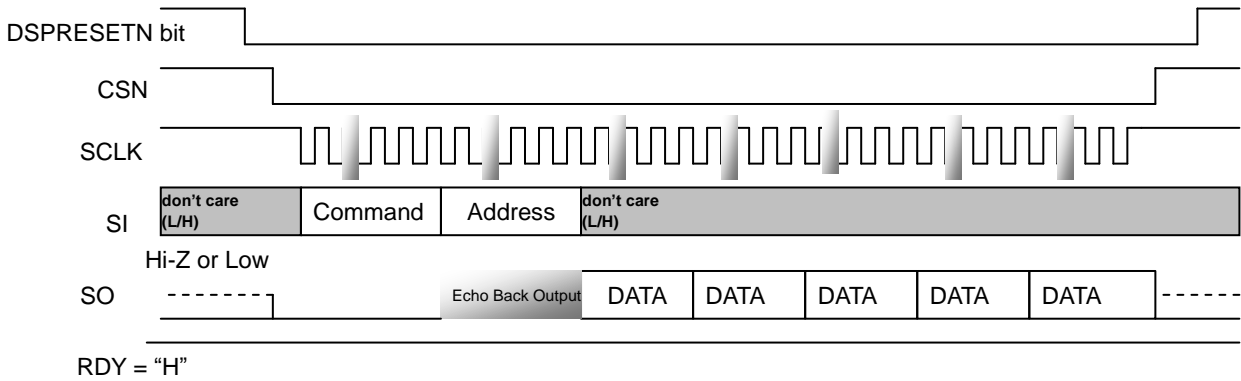 DSPRESETN bit
CSN
SCLK
SI
don't care
(L/H)
Command
Address
don't care
(L/H)
Hi-Z or Low
SO
Echo Back Output
DATA
DATA
DATA
DATA
DATA
RDY = “H”